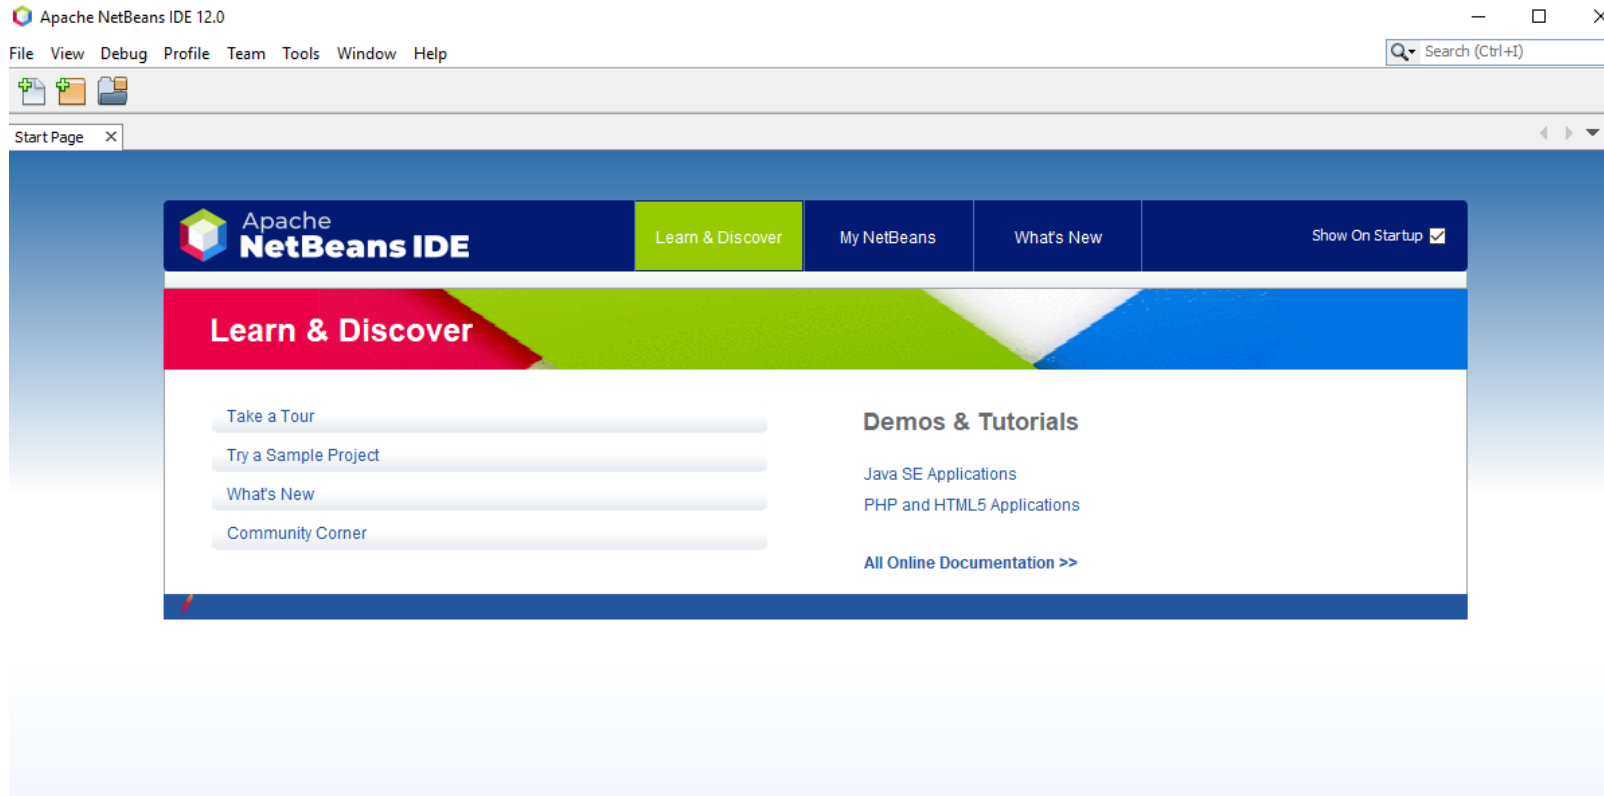 Apache NetBeans IDE 12.0
File View Debug Profile Team Tools Window Help
Search (Ctrl+I)
Start Page
Apache
NetBeans IDE
Learn & Discover
My NetBeans
What's New
Show On Startup
Learn & Discover
Take a Tour
Try a Sample Project
What's New
Community Corner
Demos & Tutorials
Java SE Applications
PHP and HTML5 Applications
All Online Documentation >>